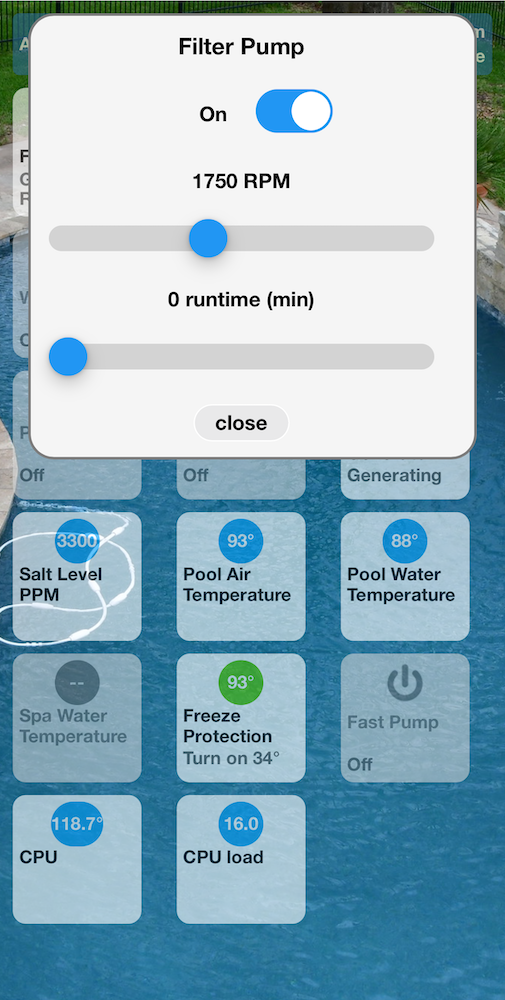 Filter Pump
On
1750 RPM
0 runtime (min)
close
Off
Off
Generating
3300
Salt Level
PPM
93°
Pool Air
Temperature
88°
Pool Water
Temperature
--
Spa Water
Temperature
93°
Freeze
Protection
Turn on 34°
Fast Pump
Off
118.7°
CPU
16.0
CPU load